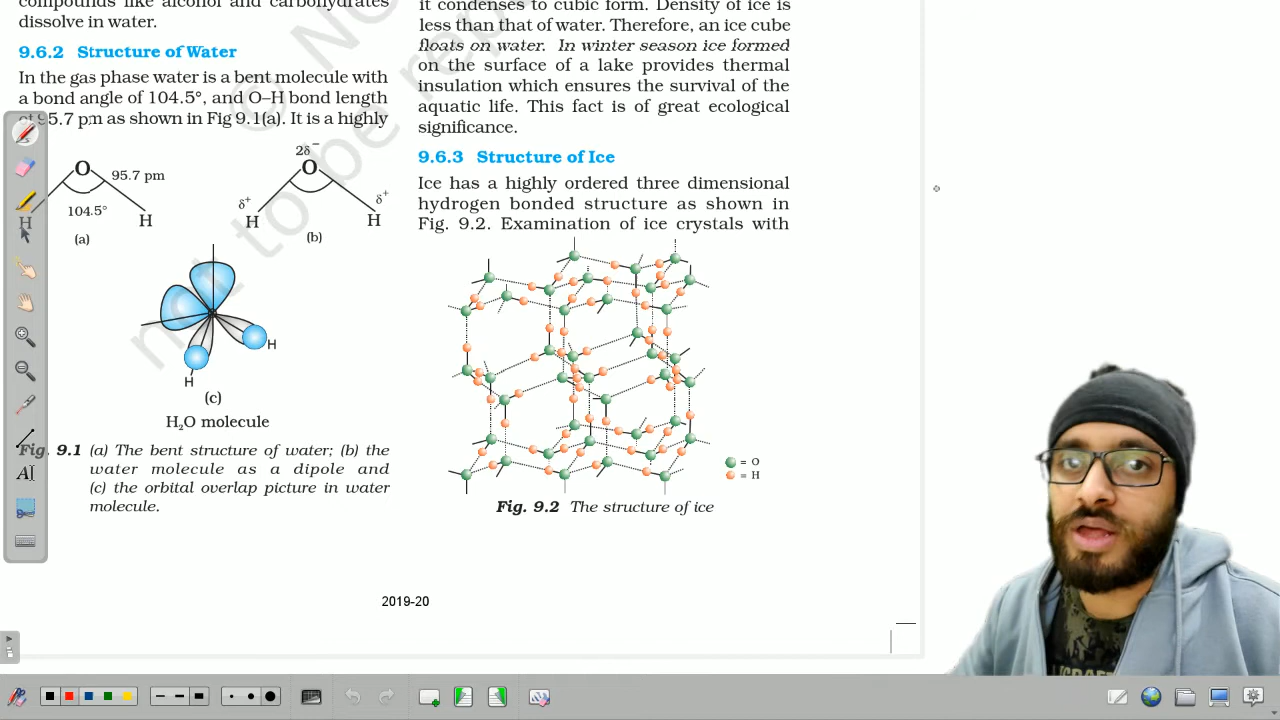 compounds like alcohol and carbohydrates
dissolve in water.
9.6.2 Structure of Water
In the gas phase water is a bent molecule with
a bond angle of 104.5°, and O–H bond length
of 95.7 pm as shown in Fig 9.1(a). It is a highly
O
95.7 pm
104.5°
H
H
(a)
2δ⁻
O
δ⁺
δ⁺
H
H
(b)
H
H
(c)
H₂O molecule
Fig. 9.1 (a) The bent structure of water; (b) the
water molecule as a dipole and
(c) the orbital overlap picture in water
molecule.
it condenses to cubic form. Density of ice is
less than that of water. Therefore, an ice cube
floats on water. In winter season ice formed
on the surface of a lake provides thermal
insulation which ensures the survival of the
aquatic life. This fact is of great ecological
significance.
9.6.3 Structure of Ice
Ice has a highly ordered three dimensional
hydrogen bonded structure as shown in
Fig. 9.2. Examination of ice crystals with
= O
= H
Fig. 9.2 The structure of ice
2019-20
not to be rep
© NO
A